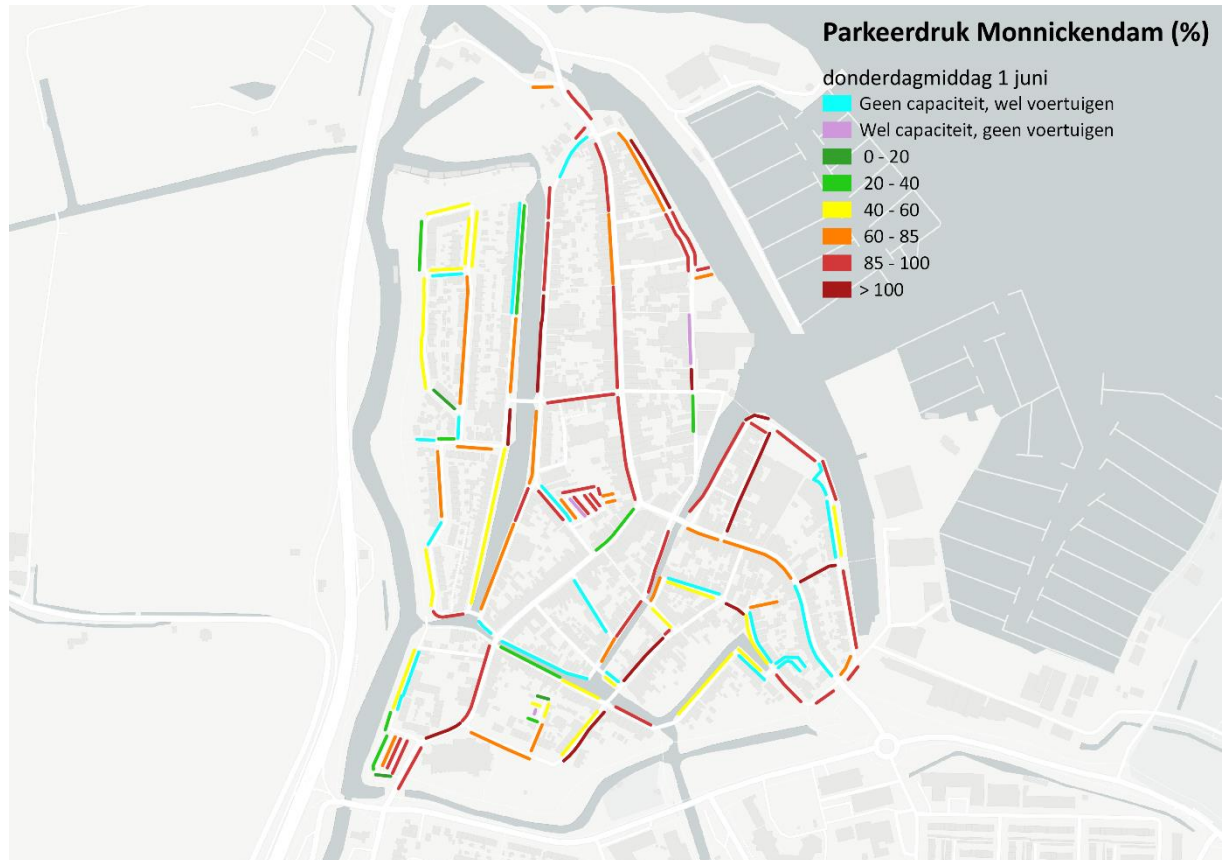 Parkeerdruk Monnickendam (%)
donderdagmiddag 1 juni
Geen capaciteit, wel voertuigen
Wel capaciteit, geen voertuigen
0 - 20
20 - 40
40 - 60
60 - 85
85 - 100
> 100